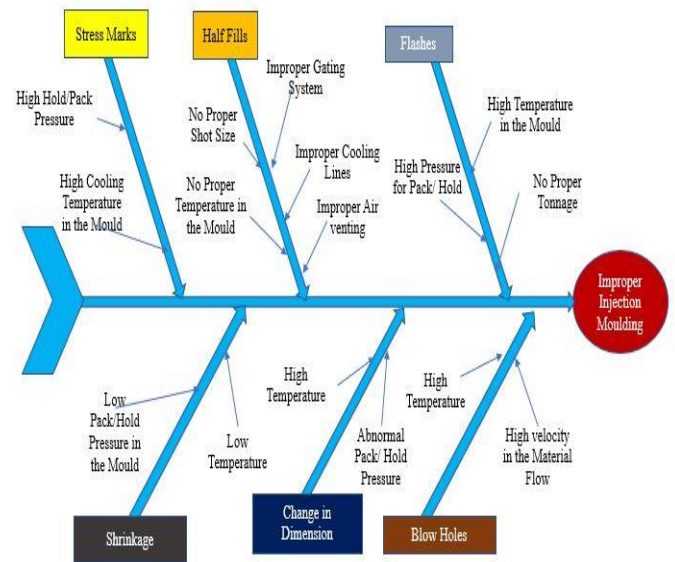 Stress Marks
Half Fills
Flashes
High Hold/Pack
Pressure
High Cooling
Temperature
in the Mould
No Proper
Shot Size
No Proper
Temperature in
the Mould
Improper Gating
System
Improper Cooling
Lines
Improper Air
venting
High Pressure
for Pack/ Hold
High Temperature
in the Mould
No Proper
Tonnage
Improper
Injection
Moulding
Low
Pack/Hold
Pressure in
the Mould
Low
Temperature
High
Temperature
Abnormal
Pack/ Hold
Pressure
High
Temperature
High velocity
in the Material
Flow
Shrinkage
Change in
Dimension
Blow Holes